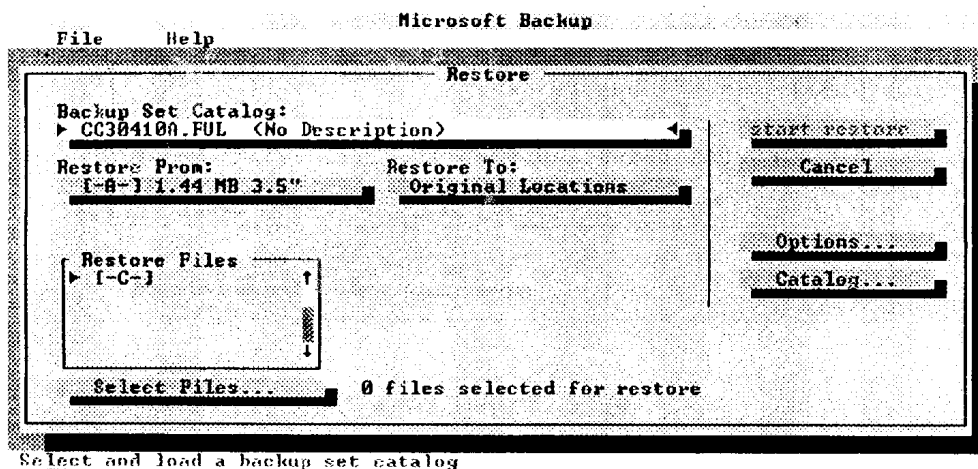 Microsoft Backup
File Help
Restore
Backup Set Catalog:
CC30410A.FUL (No Description)
start restore
Restore From:
Restore To:
[-A-] 1.44 MB 3.5"
Original Locations
Cancel
Options...
Restore Files
[-C-]
Catalog...
Select Files...
0 files selected for restore
Select and load a backup set catalog